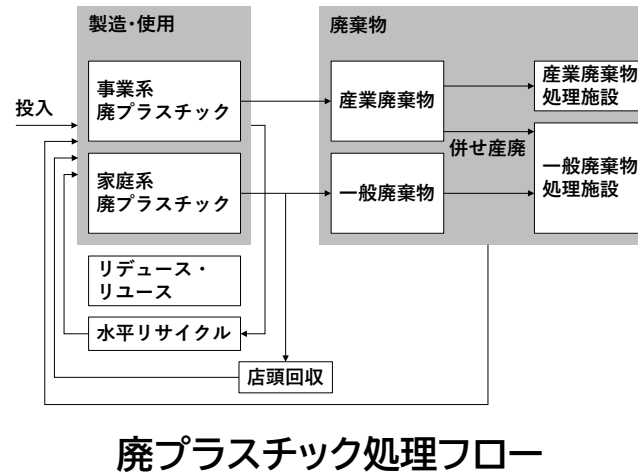 製造・使用
廃棄物
投入
事業系
廃プラスチック
産業廃棄物
産業廃棄物
処理施設
併せ産廃
家庭系
廃プラスチック
一般廃棄物
一般廃棄物
処理施設
リデュース・
リユース
水平リサイクル
店頭回収
廃プラスチック処理フロー